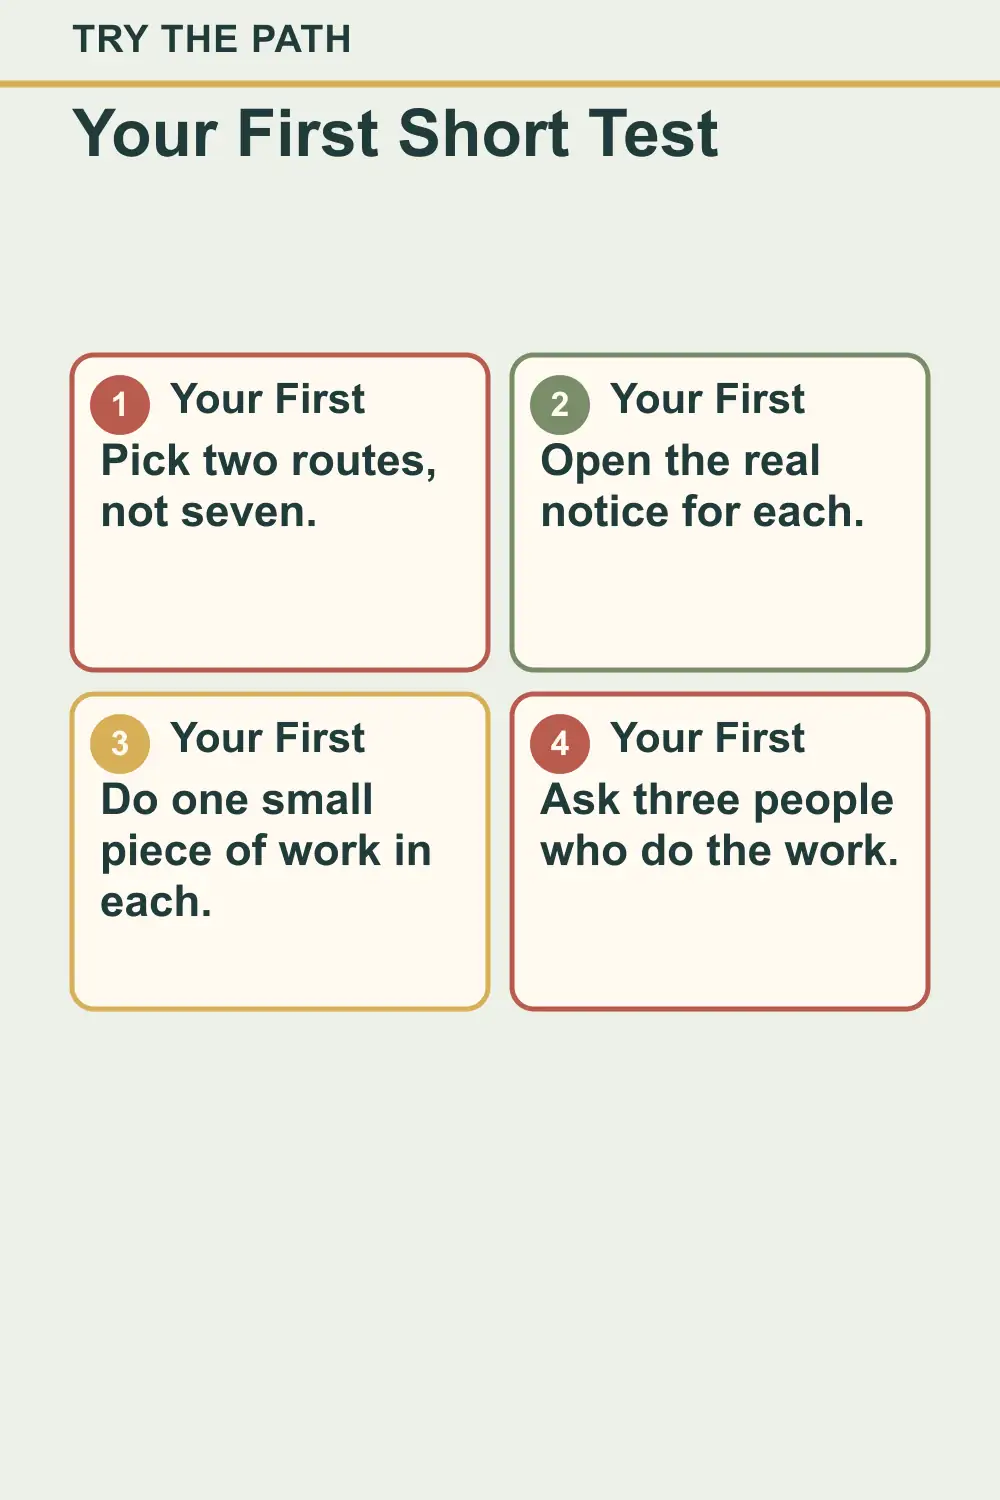 TRY THE PATH
Your First Short Test
1 Your First
Pick two routes,
not seven.
2 Your First
Open the real
notice for each.
3 Your First
Do one small
piece of work in
each.
4 Your First
Ask three people
who do the work.